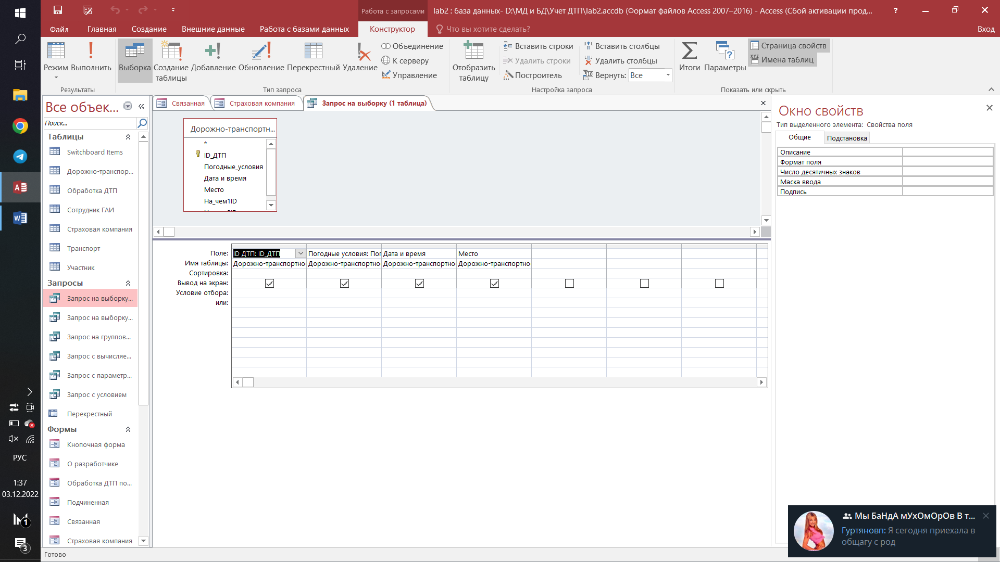 Работа с запросами
lab2 : база данных- D:\МД и БД\Учет ДТП\lab2.accdb (Формат файлов Access 2007–2016) - Access (Сбой активации прод...
?
Файл Главная Создание Внешние данные Работа с базами данных Конструктор Что вы хотите сделать? Вход
Режим Выполнить
Результаты
Выборка Создание таблицы Добавление Обновление Перекрестный Удаление
Объединение
К серверу
Управление
Тип запроса
Отобразить таблицу
Вставить строки
Удалить строки
Построитель
Вставить столбцы
Удалить столбцы
Вернуть: Все
Настройка запроса
Итоги Параметры
Страница свойств
Имена таблиц
Показать или скрыть
Все объек...
Поиск...
Таблицы
Switchboard Items
Дорожно-транспор...
Обработка ДТП
Сотрудник ГАИ
Страховая компания
Транспорт
Участник
Запросы
Запрос на выборку...
Запрос на выборку...
Запрос на группов...
Запрос с вычисляе...
Запрос с параметр...
Запрос с условием
Перекрестный
Формы
Кнопочная форма
О разработчике
Обработка ДТП по...
Подчиненная
Связанная
Страховая компания
Связанная Страховая компания Запрос на выборку (1 таблица)
Дорожно-транспортн...
*
ID_ДТП
Погодные_условия
Дата и время
Место
На_чем1ID
Поле: ID ДТП: ID_ДТП Погодные условия: Пог Дата и время Место
Имя таблицы: Дорожно-транспортно Дорожно-транспортно Дорожно-транспортно Дорожно-транспортно
Сортировка:
Вывод на экран:
Условие отбора:
или:
Окно свойств
Тип выделенного элемента: Свойства поля
Общие Подстановка
Описание
Формат поля
Число десятичных знаков
Маска ввода
Подпись
РУС
1:37
03.12.2022
1
3
Готово
Мы БаНдА мУхОмОрОв В т...
Гуртяновп: Я сегодня приехала в
общагу с род